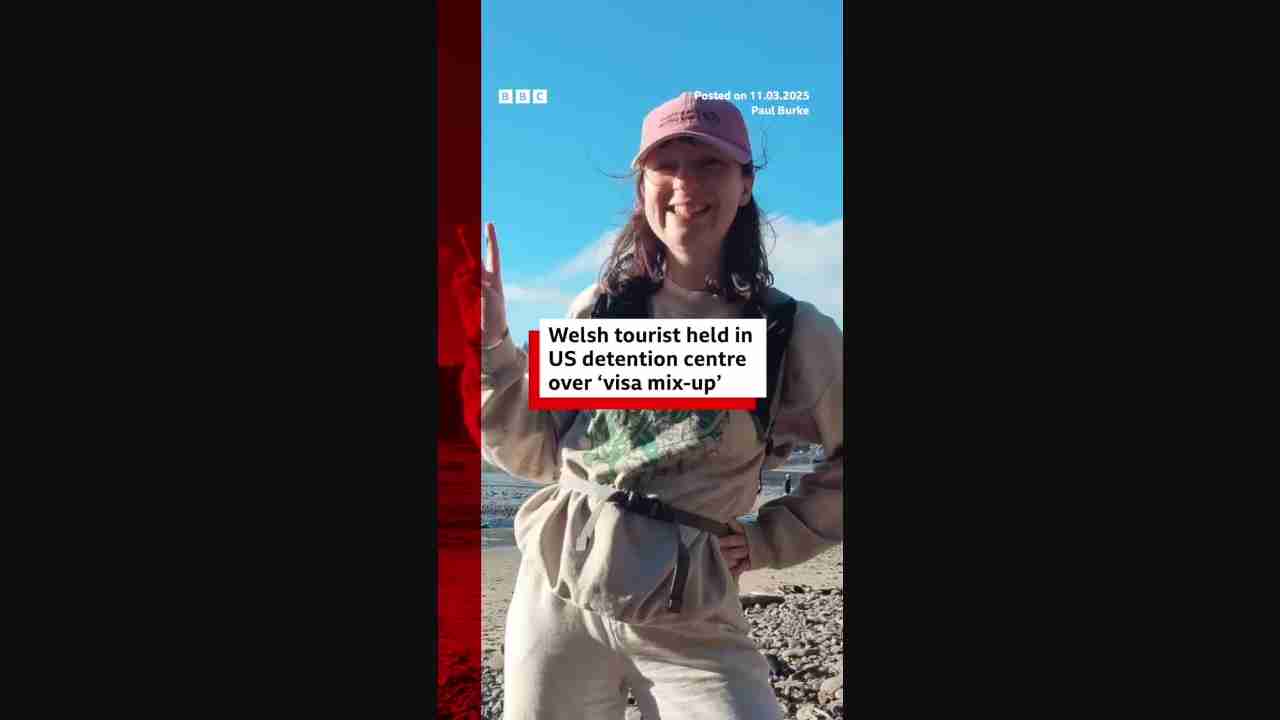 BBC
Posted on 11.03.2025
Paul Burke
Welsh tourist held in
US detention centre
over ‘visa mix-up’